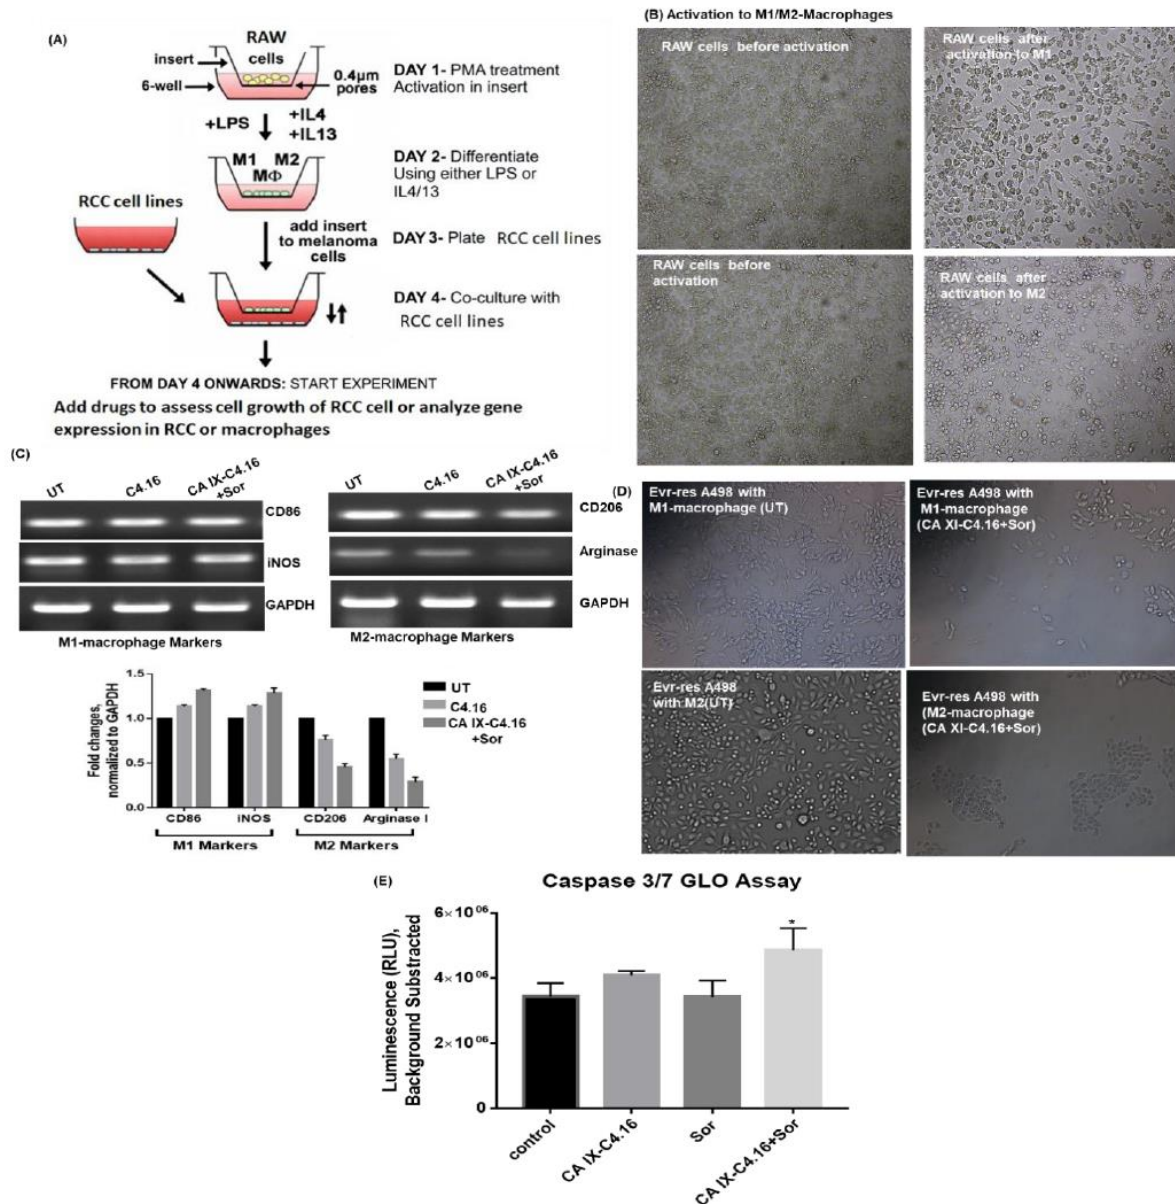 (A)
RAW
cells
insert
6-well
0.4μm
pores
DAY 1- PMA treatment
Activation in insert
+LPS
+IL4
+IL13
M1 M2
MΦ
DAY 2- Differentiate
Using either LPS or
IL4/13
RCC cell lines
add insert
to melanoma
cells
DAY 3- Plate RCC cell lines
DAY 4- Co-culture with
RCC cell lines
FROM DAY 4 ONWARDS: START EXPERIMENT
Add drugs to assess cell growth of RCC cell or analyze gene
expression in RCC or macrophages
(B) Activation to M1/M2-Macrophages
RAW cells before activation
RAW cells after
activation to M1
RAW cells before
activation
RAW cells after
activation to M2
(C)
UT
C4.16
CA IX-C4.16
+Sor
CD86
iNOS
GAPDH
M1-macrophage Markers
UT
C4.16
CA IX-C4.16
+Sor
CD206
Arginase
GAPDH
M2-macrophage Markers
Fold changes,
normalized to GAPDH
1.5
1.0
0.5
0.0
CD86
iNOS
CD206
Arginase I
M1 Markers
M2 Markers
UT
C4.16
CA IX-C4.16
+Sor
(D)
Evr-res A498 with
M1-macrophage (UT)
Evr-res A498 with
M1-macrophage
(CA XI-C4.16+Sor)
Evr-res A498
with M2(UT)
Evr-res A498 with
(M2-macrophage
(CA XI-C4.16+Sor)
(E)
Caspase 3/7 GLO Assay
Luminescence (RLU),
Background Substracted
6×10⁰⁶
4×10⁰⁶
2×10⁰⁶
0
*
control
CA IX-C4.16
Sor
CA IX-C4.16+Sor